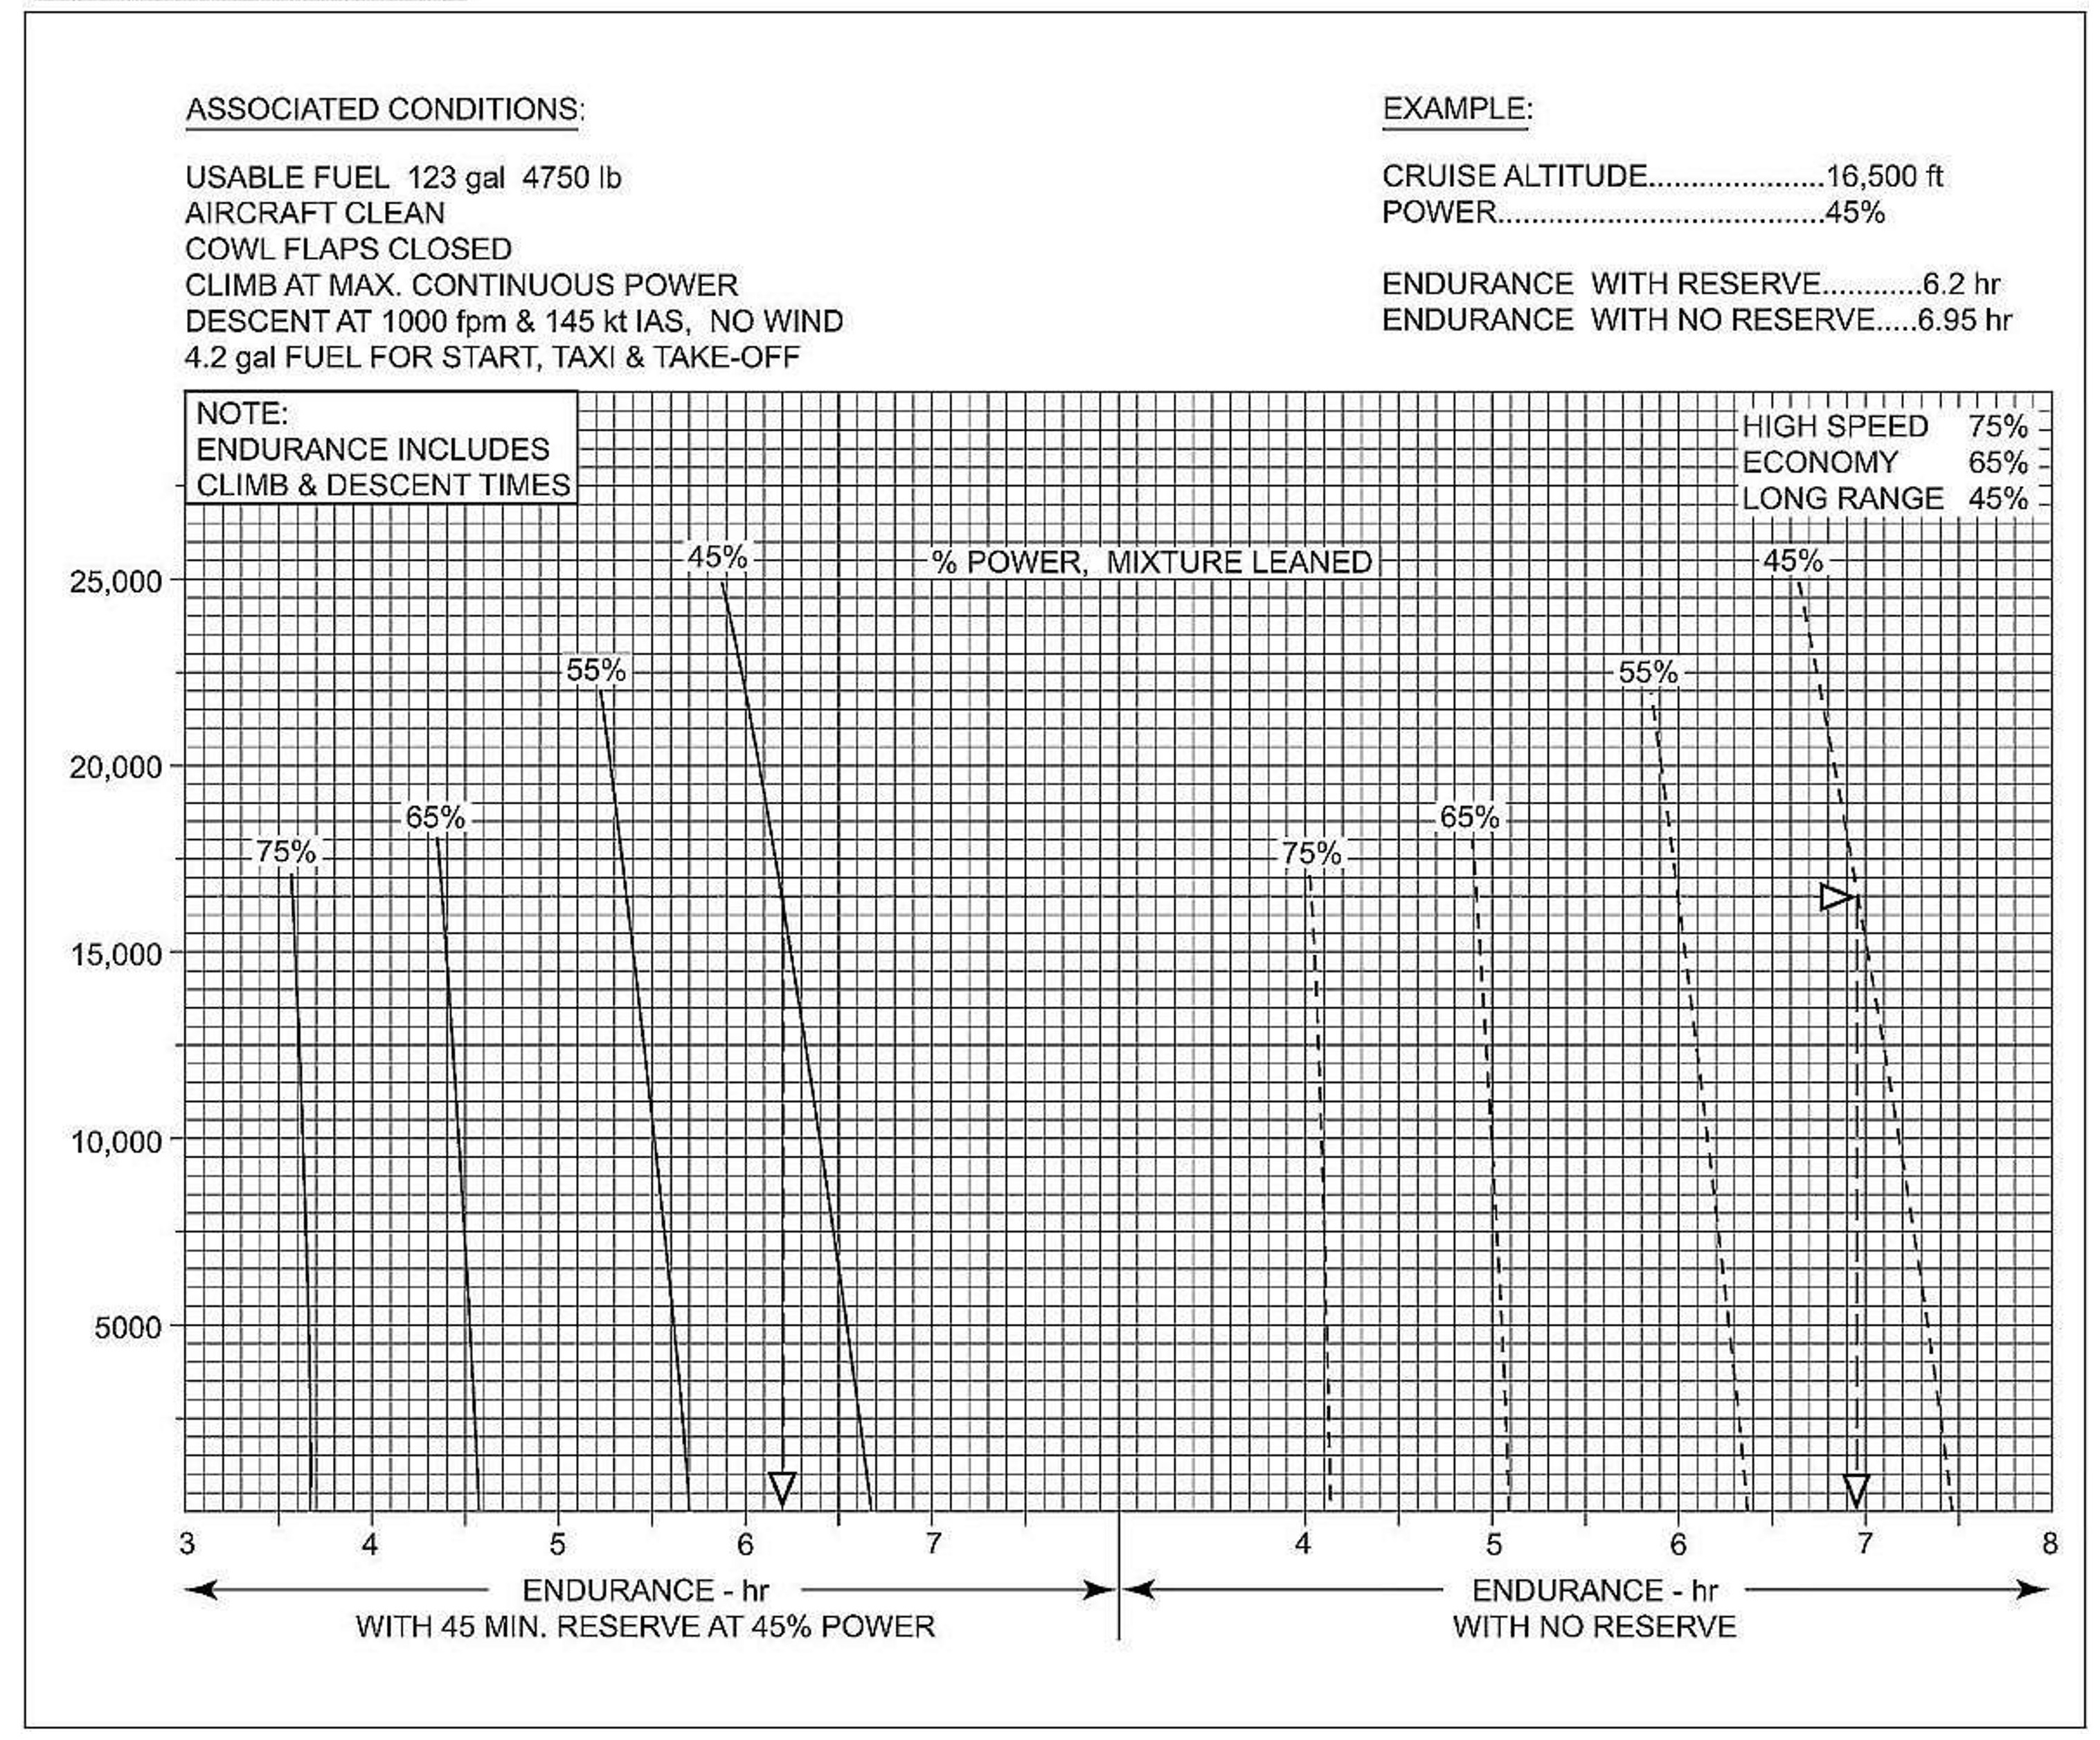 ASSOCIATED CONDITIONS:
USABLE FUEL 123 gal 4750 lb
AIRCRAFT CLEAN
COWL FLAPS CLOSED
CLIMB AT MAX. CONTINUOUS POWER
DESCENT AT 1000 fpm & 145 kt IAS, NO WIND
4.2 gal FUEL FOR START, TAXI & TAKE-OFF
EXAMPLE:
CRUISE ALTITUDE.....................16,500 ft
POWER.......................................45%
ENDURANCE WITH RESERVE............6.2 hr
ENDURANCE WITH NO RESERVE.....6.95 hr
NOTE:
ENDURANCE INCLUDES
CLIMB & DESCENT TIMES
HIGH SPEED 75%
ECONOMY 65%
LONG RANGE 45%
45%
% POWER, MIXTURE LEANED
45%
25,000
55%
55%
20,000
65%
65%
75%
75%
15,000
10,000
5000
3 4 5 6 7 4 5 6 7 8
ENDURANCE - hr
WITH 45 MIN. RESERVE AT 45% POWER
ENDURANCE - hr
WITH NO RESERVE